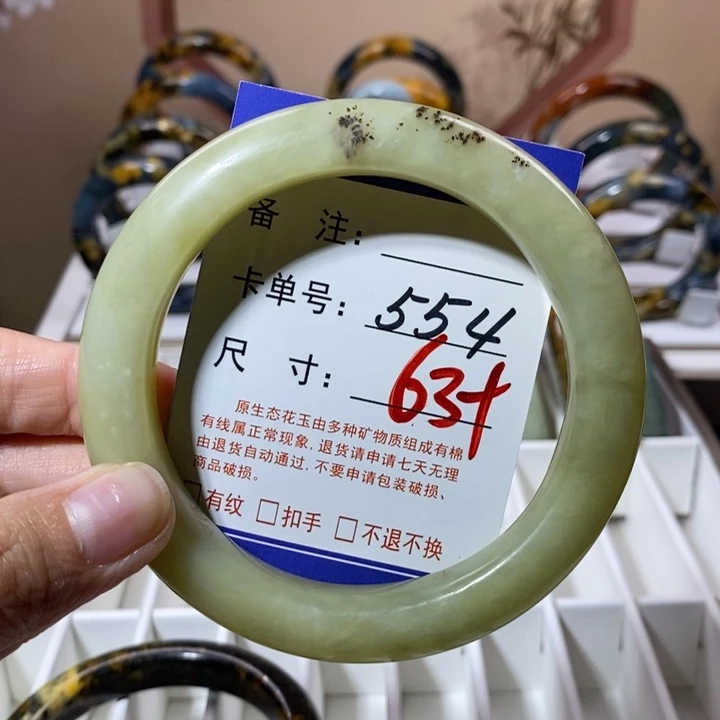 备 注:
卡单号: 554
尺 寸: 63+
原生态花玉由多种矿物质组成有棉
有线属正常现象,退货请申请七天无理
由退货自动通过,不要申请包装破损、
商品破损。
□有纹 □扣手 □不退不换